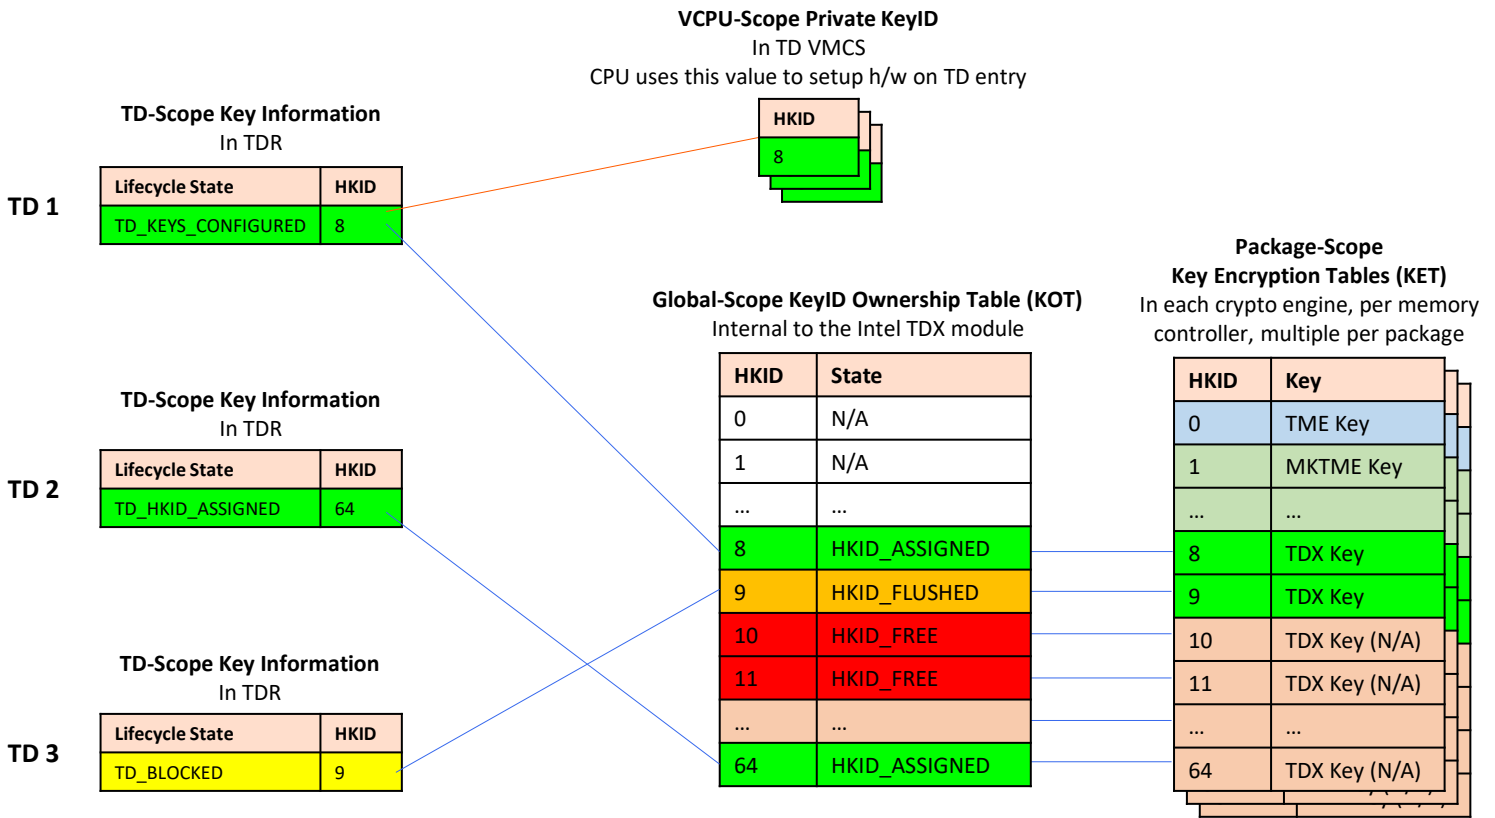 VCPU-Scope Private KeyID
In TD VMCS
CPU uses this value to setup h/w on TD entry
HKID
8
TD-Scope Key Information
In TDR
Lifecycle State HKID
TD 1
TD_KEYS_CONFIGURED 8
Package-Scope
Key Encryption Tables (KET)
In each crypto engine, per memory
controller, multiple per package
HKID Key
0 TME Key
1 MKTME Key
... ...
8 TDX Key
9 TDX Key
10 TDX Key (N/A)
11 TDX Key (N/A)
... ...
64 TDX Key (N/A)
Global-Scope KeyID Ownership Table (KOT)
Internal to the Intel TDX module
HKID State
0 N/A
1 N/A
... ...
8 HKID_ASSIGNED
9 HKID_FLUSHED
10 HKID_FREE
11 HKID_FREE
... ...
64 HKID_ASSIGNED
TD-Scope Key Information
In TDR
Lifecycle State HKID
TD 2
TD_HKID_ASSIGNED 64
TD-Scope Key Information
In TDR
Lifecycle State HKID
TD 3
TD_BLOCKED 9